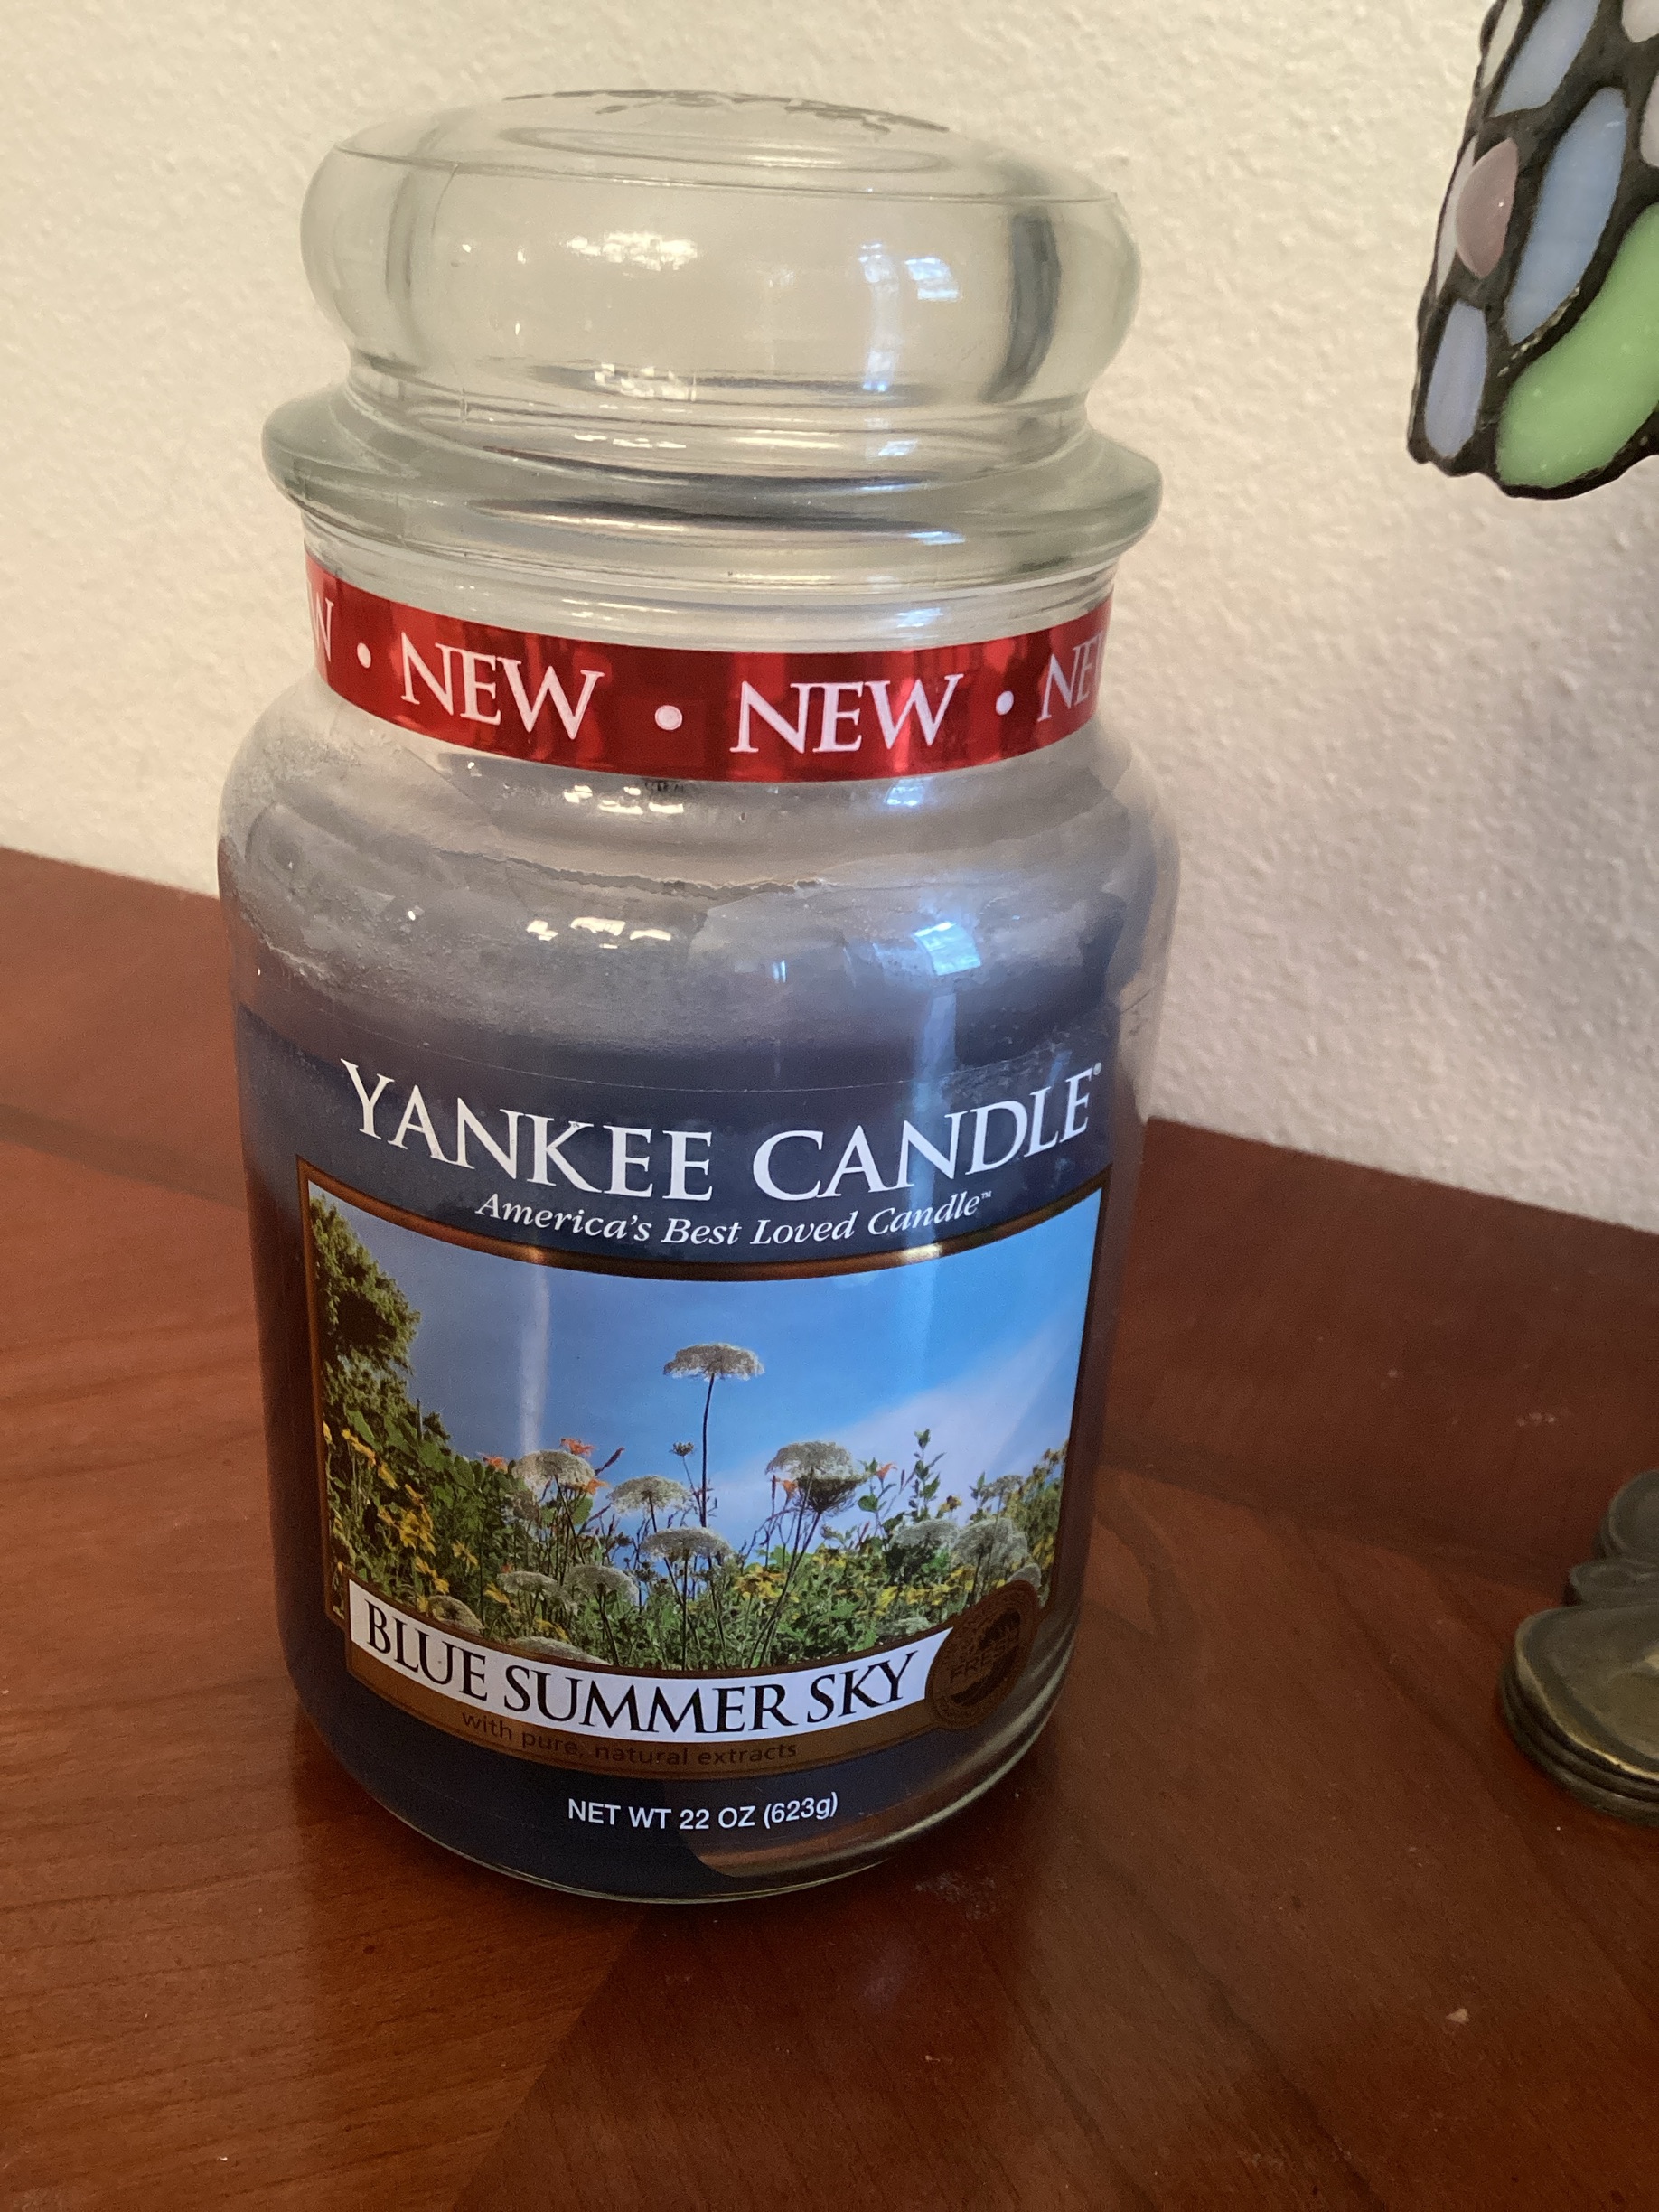 NEW • NEW • NE
YANKEE CANDLE®
America's Best Loved Candle™
BLUE SUMMER SKY
FRESH
with pure, natural extracts
NET WT 22 OZ (623g)